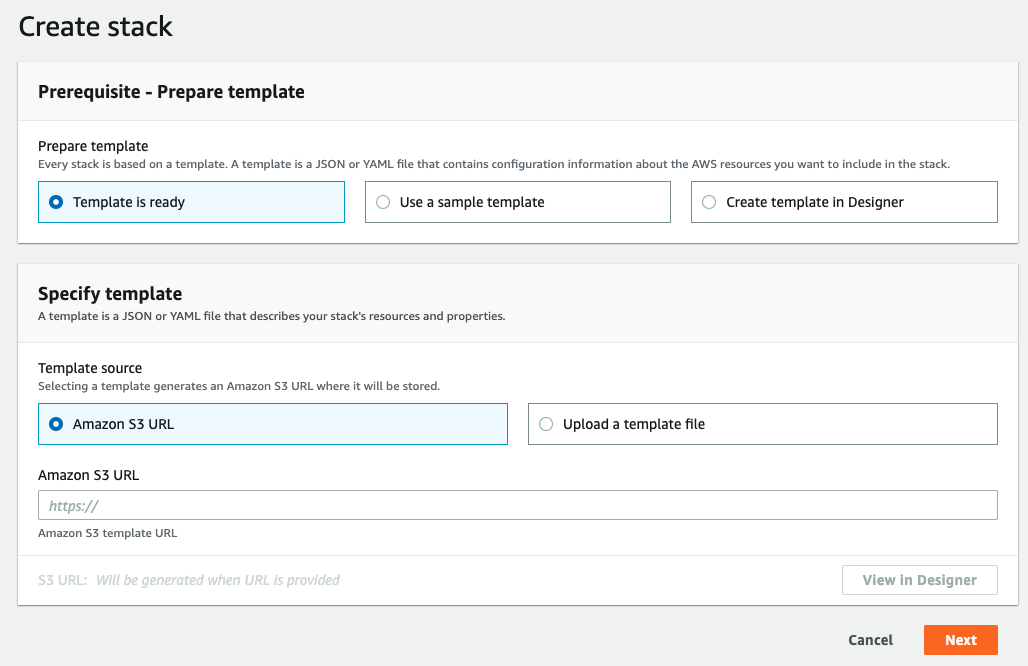 Create stack
Prerequisite - Prepare template
Prepare template
Every stack is based on a template. A template is a JSON or YAML file that contains configuration information about the AWS resources you want to include in the stack.
Template is ready
Use a sample template
Create template in Designer
Specify template
A template is a JSON or YAML file that describes your stack's resources and properties.
Template source
Selecting a template generates an Amazon S3 URL where it will be stored.
Amazon S3 URL
Upload a template file
Amazon S3 URL
https://
Amazon S3 template URL
S3 URL: Will be generated when URL is provided
View in Designer
Cancel
Next